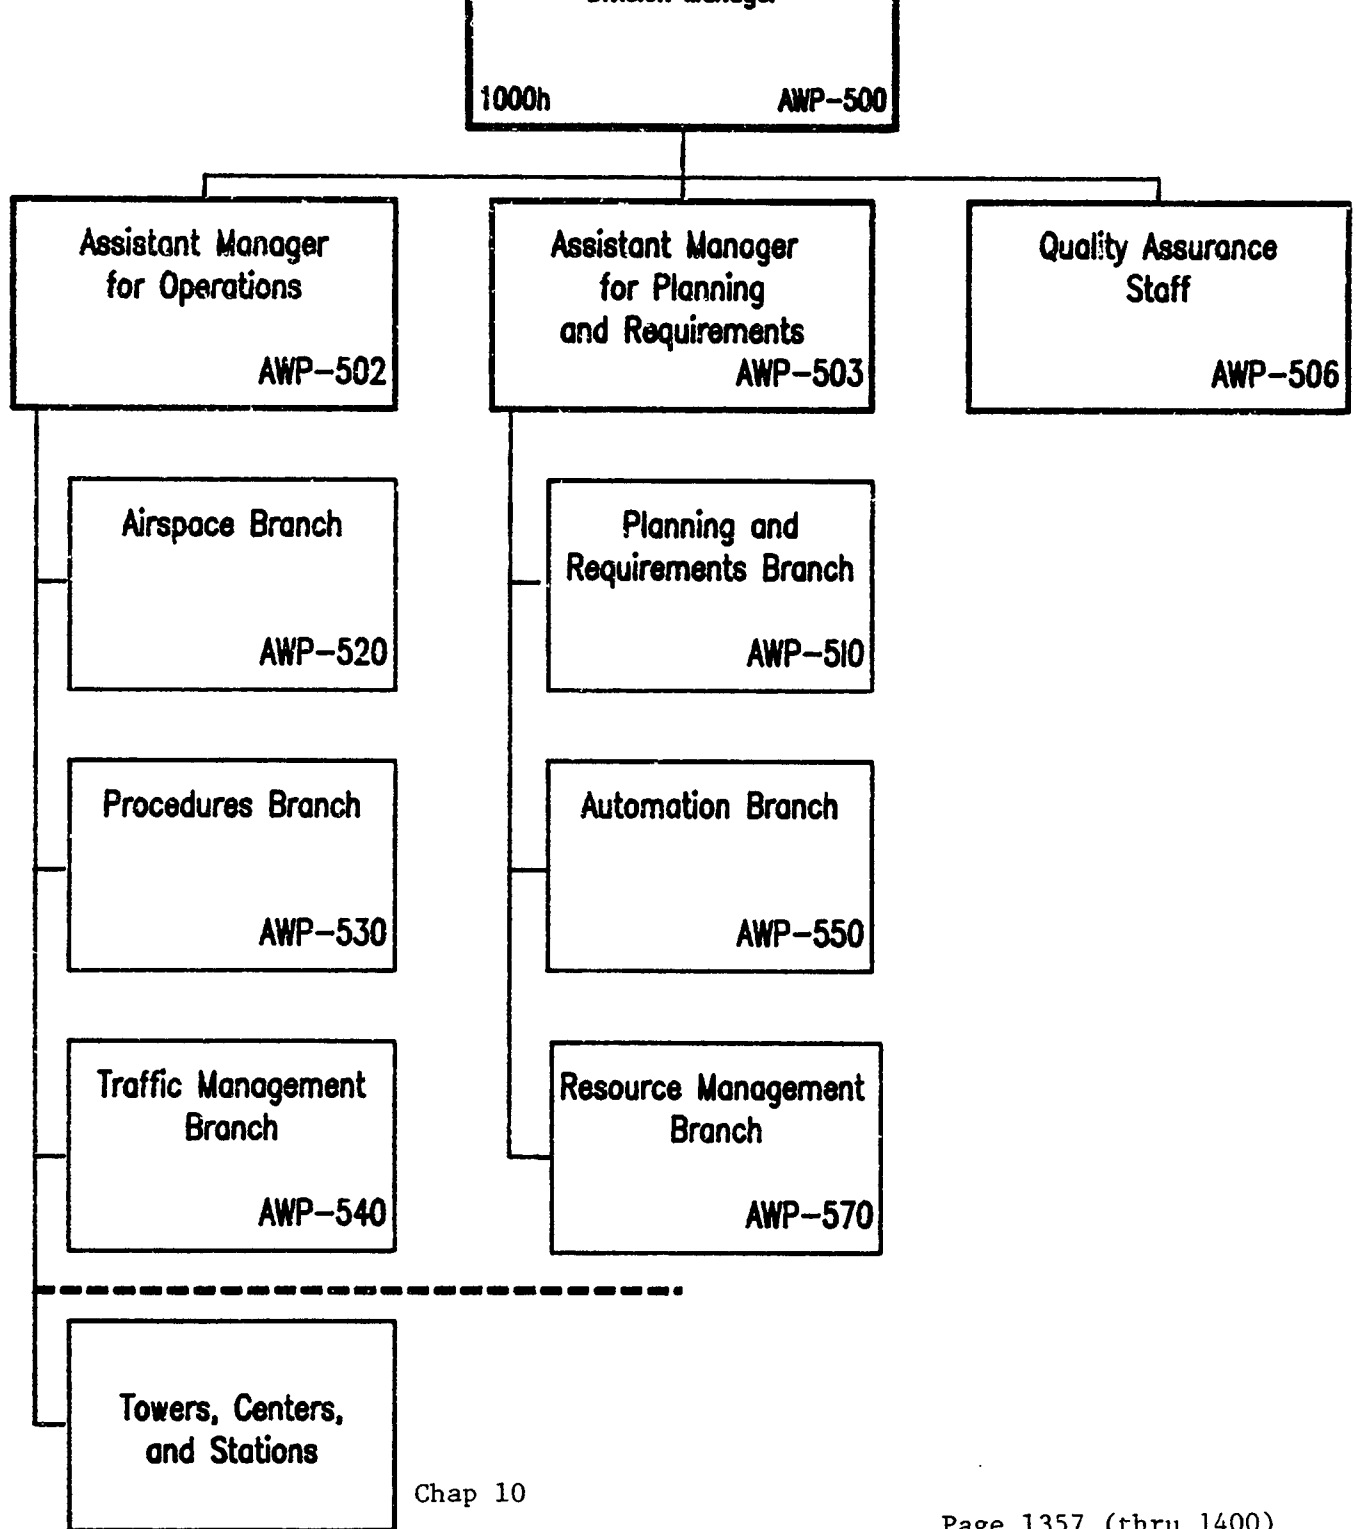 Division Manager
1000h AWP-500
Assistant Manager
for Operations
AWP-502
Assistant Manager
for Planning
and Requirements
AWP-503
Quality Assurance
Staff
AWP-506
Airspace Branch
AWP-520
Planning and
Requirements Branch
AWP-510
Procedures Branch
AWP-530
Automation Branch
AWP-550
Traffic Management
Branch
AWP-540
Resource Management
Branch
AWP-570
Towers, Centers,
and Stations
Chap 10
Page 1357 (thru 1400)